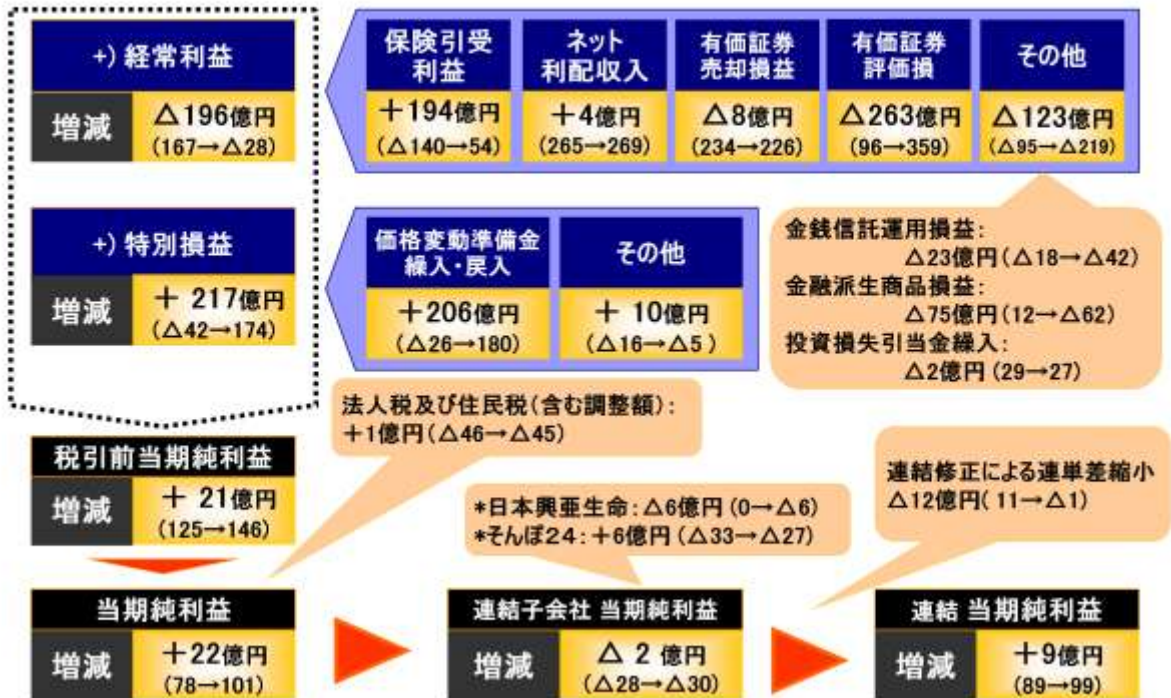 +) 経常利益
増減
△196億円
(167→△28)
保険引受
利益
+194億円
(△140→54)
ネット
利配収入
+4億円
(265→269)
有価証券
売却損益
△8億円
(234→226)
有価証券
評価損
△263億円
(96→359)
その他
△123億円
(△95→△219)
+) 特別損益
増減
+ 217億円
(△42→174)
価格変動準備金
繰入・戻入
+206億円
(△26→180)
その他
+ 10億円
(△16→△5 )
金銭信託運用損益:
△23億円(△18→△42)
金融派生商品損益:
△75億円(12→△62)
投資損失引当金繰入:
△2億円 (29→27)
法人税及び住民税(含む調整額):
+1億円(△46→△45)
税引前当期純利益
増減
+ 21億円
(125→146)
*日本興亜生命:△6億円 (0→△6)
*そんぽ24:+6億円 (△33→△27)
連結修正による連単差縮小
△12億円( 11→△1)
当期純利益
増減
+22億円
(78→101)
連結子会社 当期純利益
増減
△ 2 億円
(△28→△30)
連結 当期純利益
増減
+9億円
(89→99)